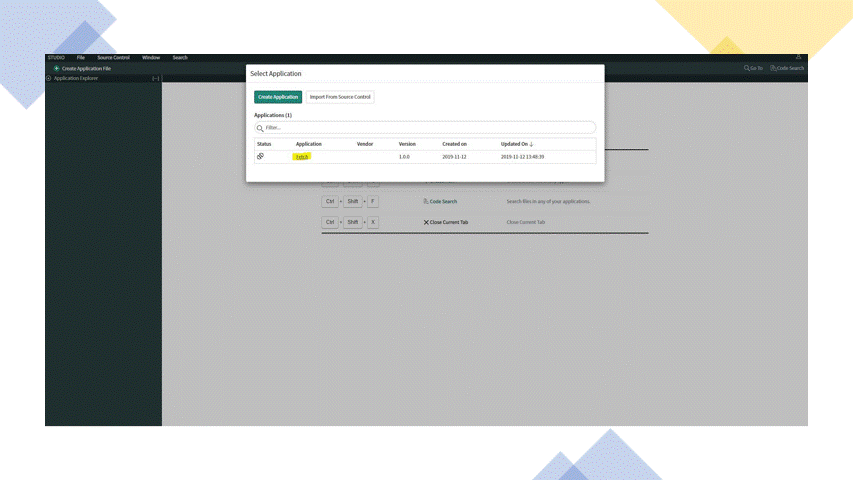 STUDIO File Source Control Window Search
Create Application File Go To Code Search
Application Explorer
Select Application
Create Application Import From Source Control
Applications (1)
Filter...
Status Application Vendor Version Created on Updated On ↓
1.0.0 2019-11-12 2019-11-12 13:48:39
Ctrl + Shift + F Code Search Search files in any of your applications.
Ctrl + Shift + X Close Current Tab Close Current Tab